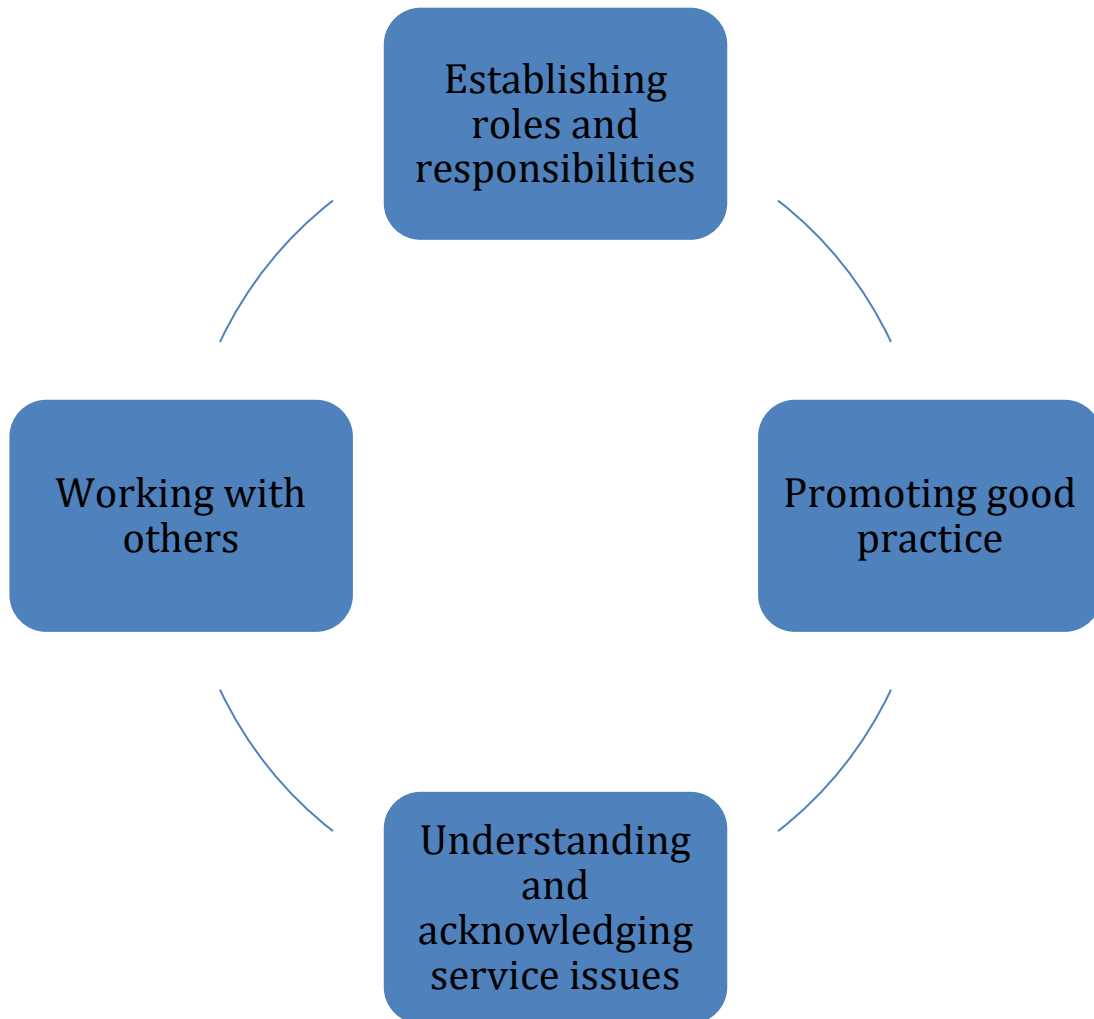 Establishing
roles and
responsibilities
Working with
others
Promoting good
practice
Understanding
and
acknowledging
service issues